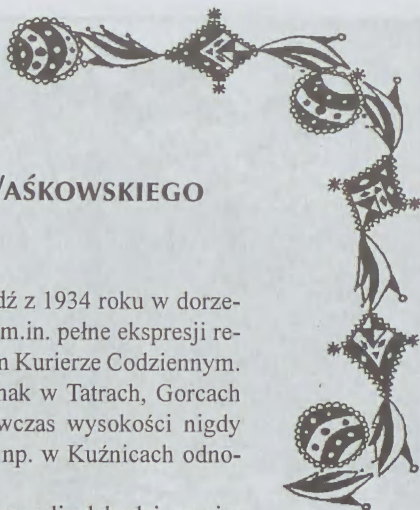 AŚKOWSKIEGO
dź z 1934 roku w dorze-
m.in. pełne ekspresji re-
m Kurierze Codziennym.
nak w Tatrach, Gorcach
wczas wysokości nigdy
np. w Kuźnicach odno-